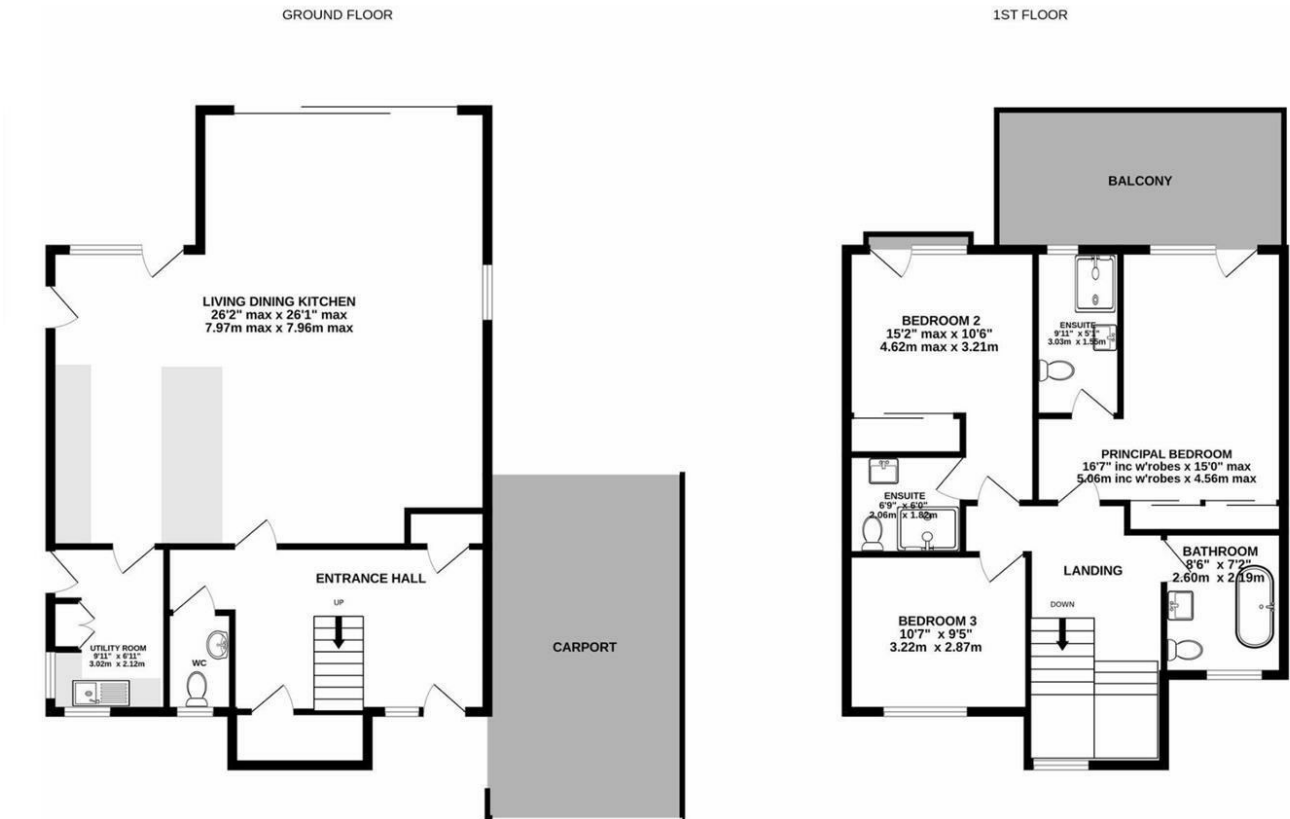 GROUND FLOOR
LIVING DINING KITCHEN
26'2" max x 26'1" max
7.97m max x 7.96m max
ENTRANCE HALL
UP
UTILITY ROOM
9'11" x 6'11"
3.02m x 2.12m
WC
CARPORT
1ST FLOOR
BALCONY
BEDROOM 2
15'2" max x 10'6"
4.62m max x 3.21m
ENSUITE
9'11" x 5'1"
3.03m x 1.55m
PRINCIPAL BEDROOM
16'7" inc w'robes x 15'0" max
5.06m inc w'robes x 4.56m max
ENSUITE
6'9" x 6'0"
2.06m x 1.82m
LANDING
DOWN
BATHROOM
8'6" x 7'2"
2.60m x 2.19m
BEDROOM 3
10'7" x 9'5"
3.22m x 2.87m